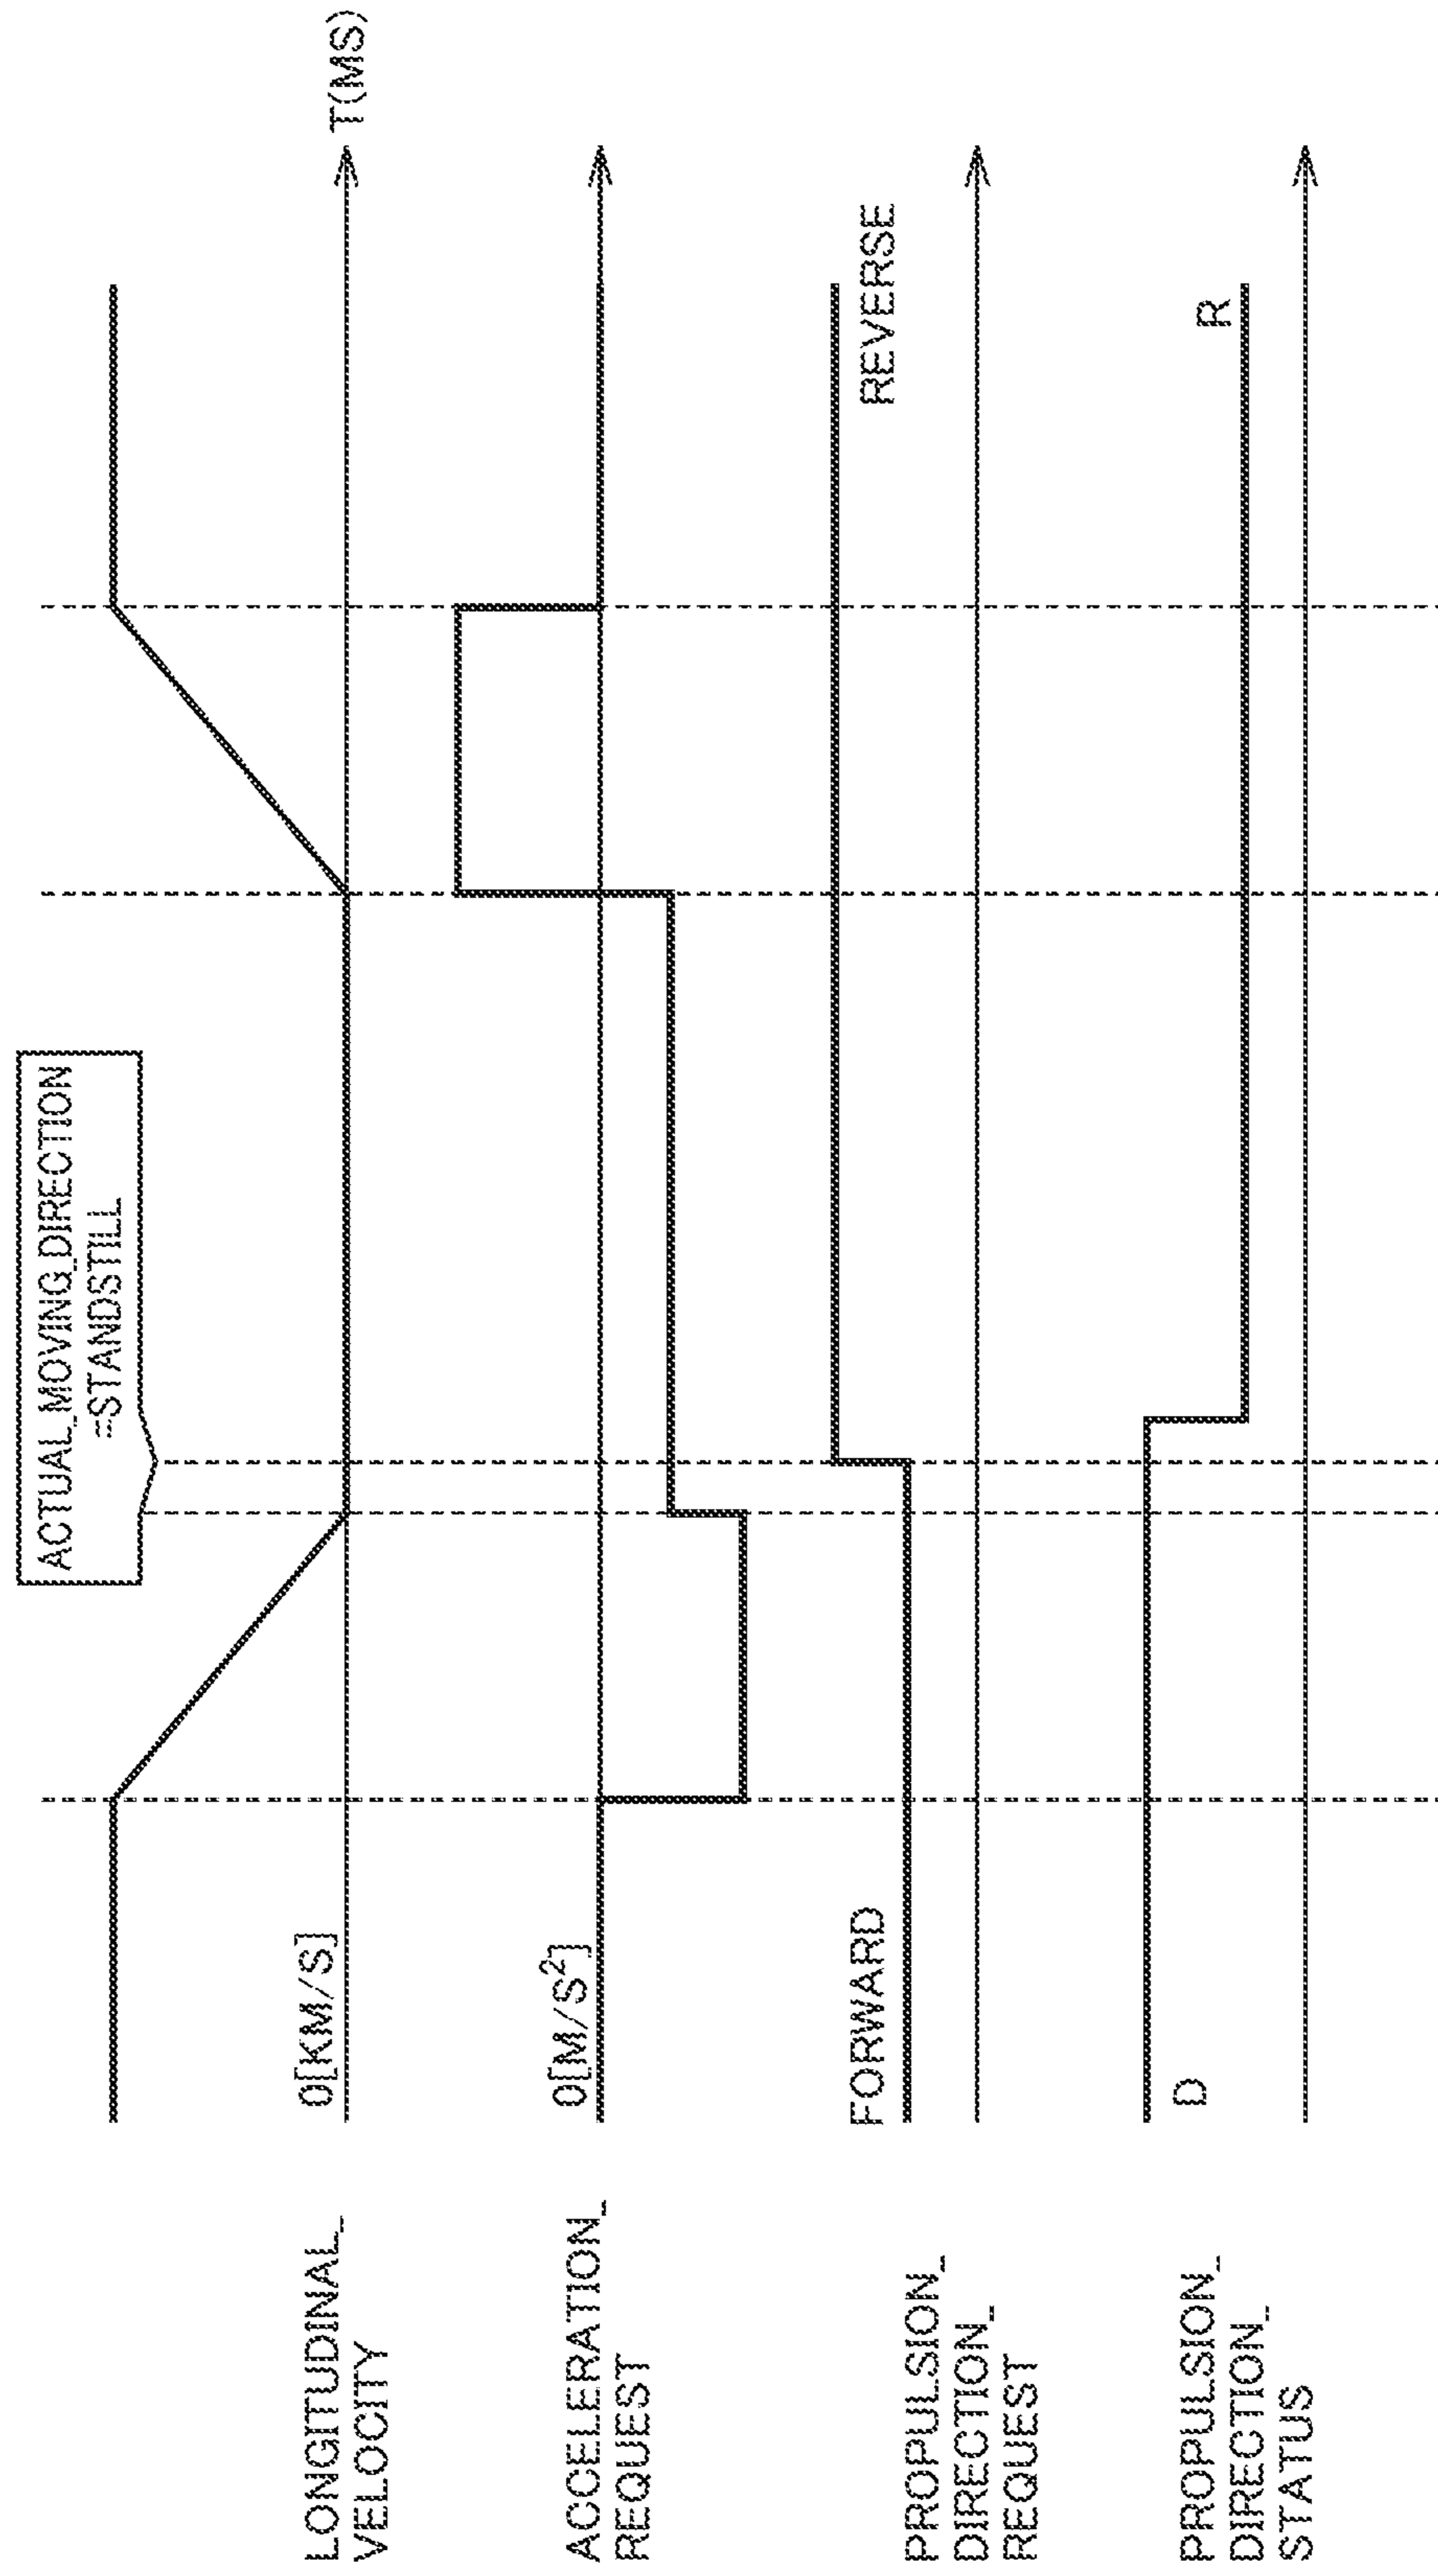 ACTUAL_MOVING_DIRECTION
=STANDSTILL
T(MS)
0[KM/S]
LONGITUDINAL_
VELOCITY
0[M/S²]
ACCELERATION_
REQUEST
FORWARD
REVERSE
PROPULSION_
DIRECTION_
REQUEST
D
R
PROPULSION_
DIRECTION_
STATUS